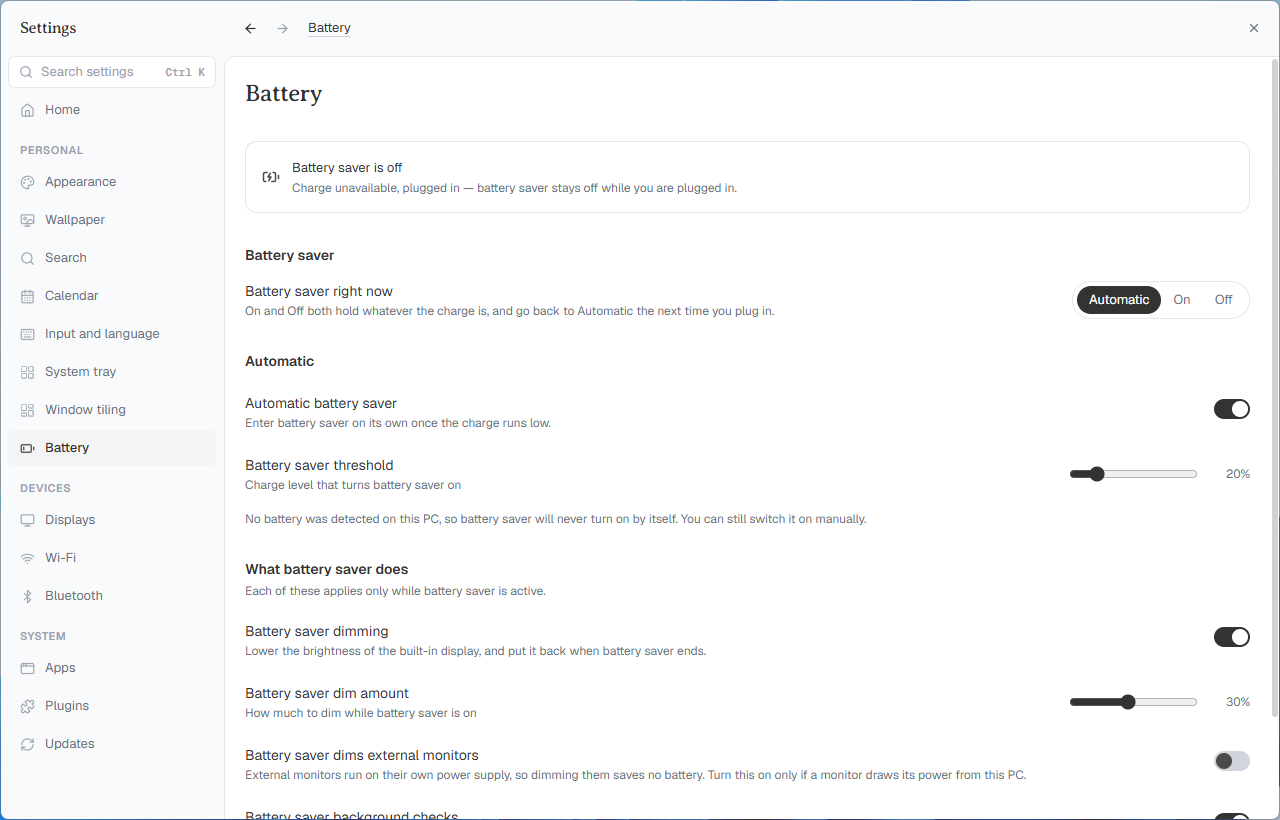 Settings
Battery
Search settings Ctrl K
Home
PERSONAL
Appearance
Wallpaper
Search
Calendar
Input and language
System tray
Window tiling
Battery
DEVICES
Displays
Wi-Fi
Bluetooth
SYSTEM
Apps
Plugins
Updates
Battery
Battery saver is off
Charge unavailable, plugged in — battery saver stays off while you are plugged in.
Battery saver
Battery saver right now
On and Off both hold whatever the charge is, and go back to Automatic the next time you plug in.
Automatic On Off
Automatic
Automatic battery saver
Enter battery saver on its own once the charge runs low.
Battery saver threshold
Charge level that turns battery saver on
20%
No battery was detected on this PC, so battery saver will never turn on by itself. You can still switch it on manually.
What battery saver does
Each of these applies only while battery saver is active.
Battery saver dimming
Lower the brightness of the built-in display, and put it back when battery saver ends.
Battery saver dim amount
How much to dim while battery saver is on
30%
Battery saver dims external monitors
External monitors run on their own power supply, so dimming them saves no battery. Turn this on only if a monitor draws its power from this PC.
Battery saver background checks